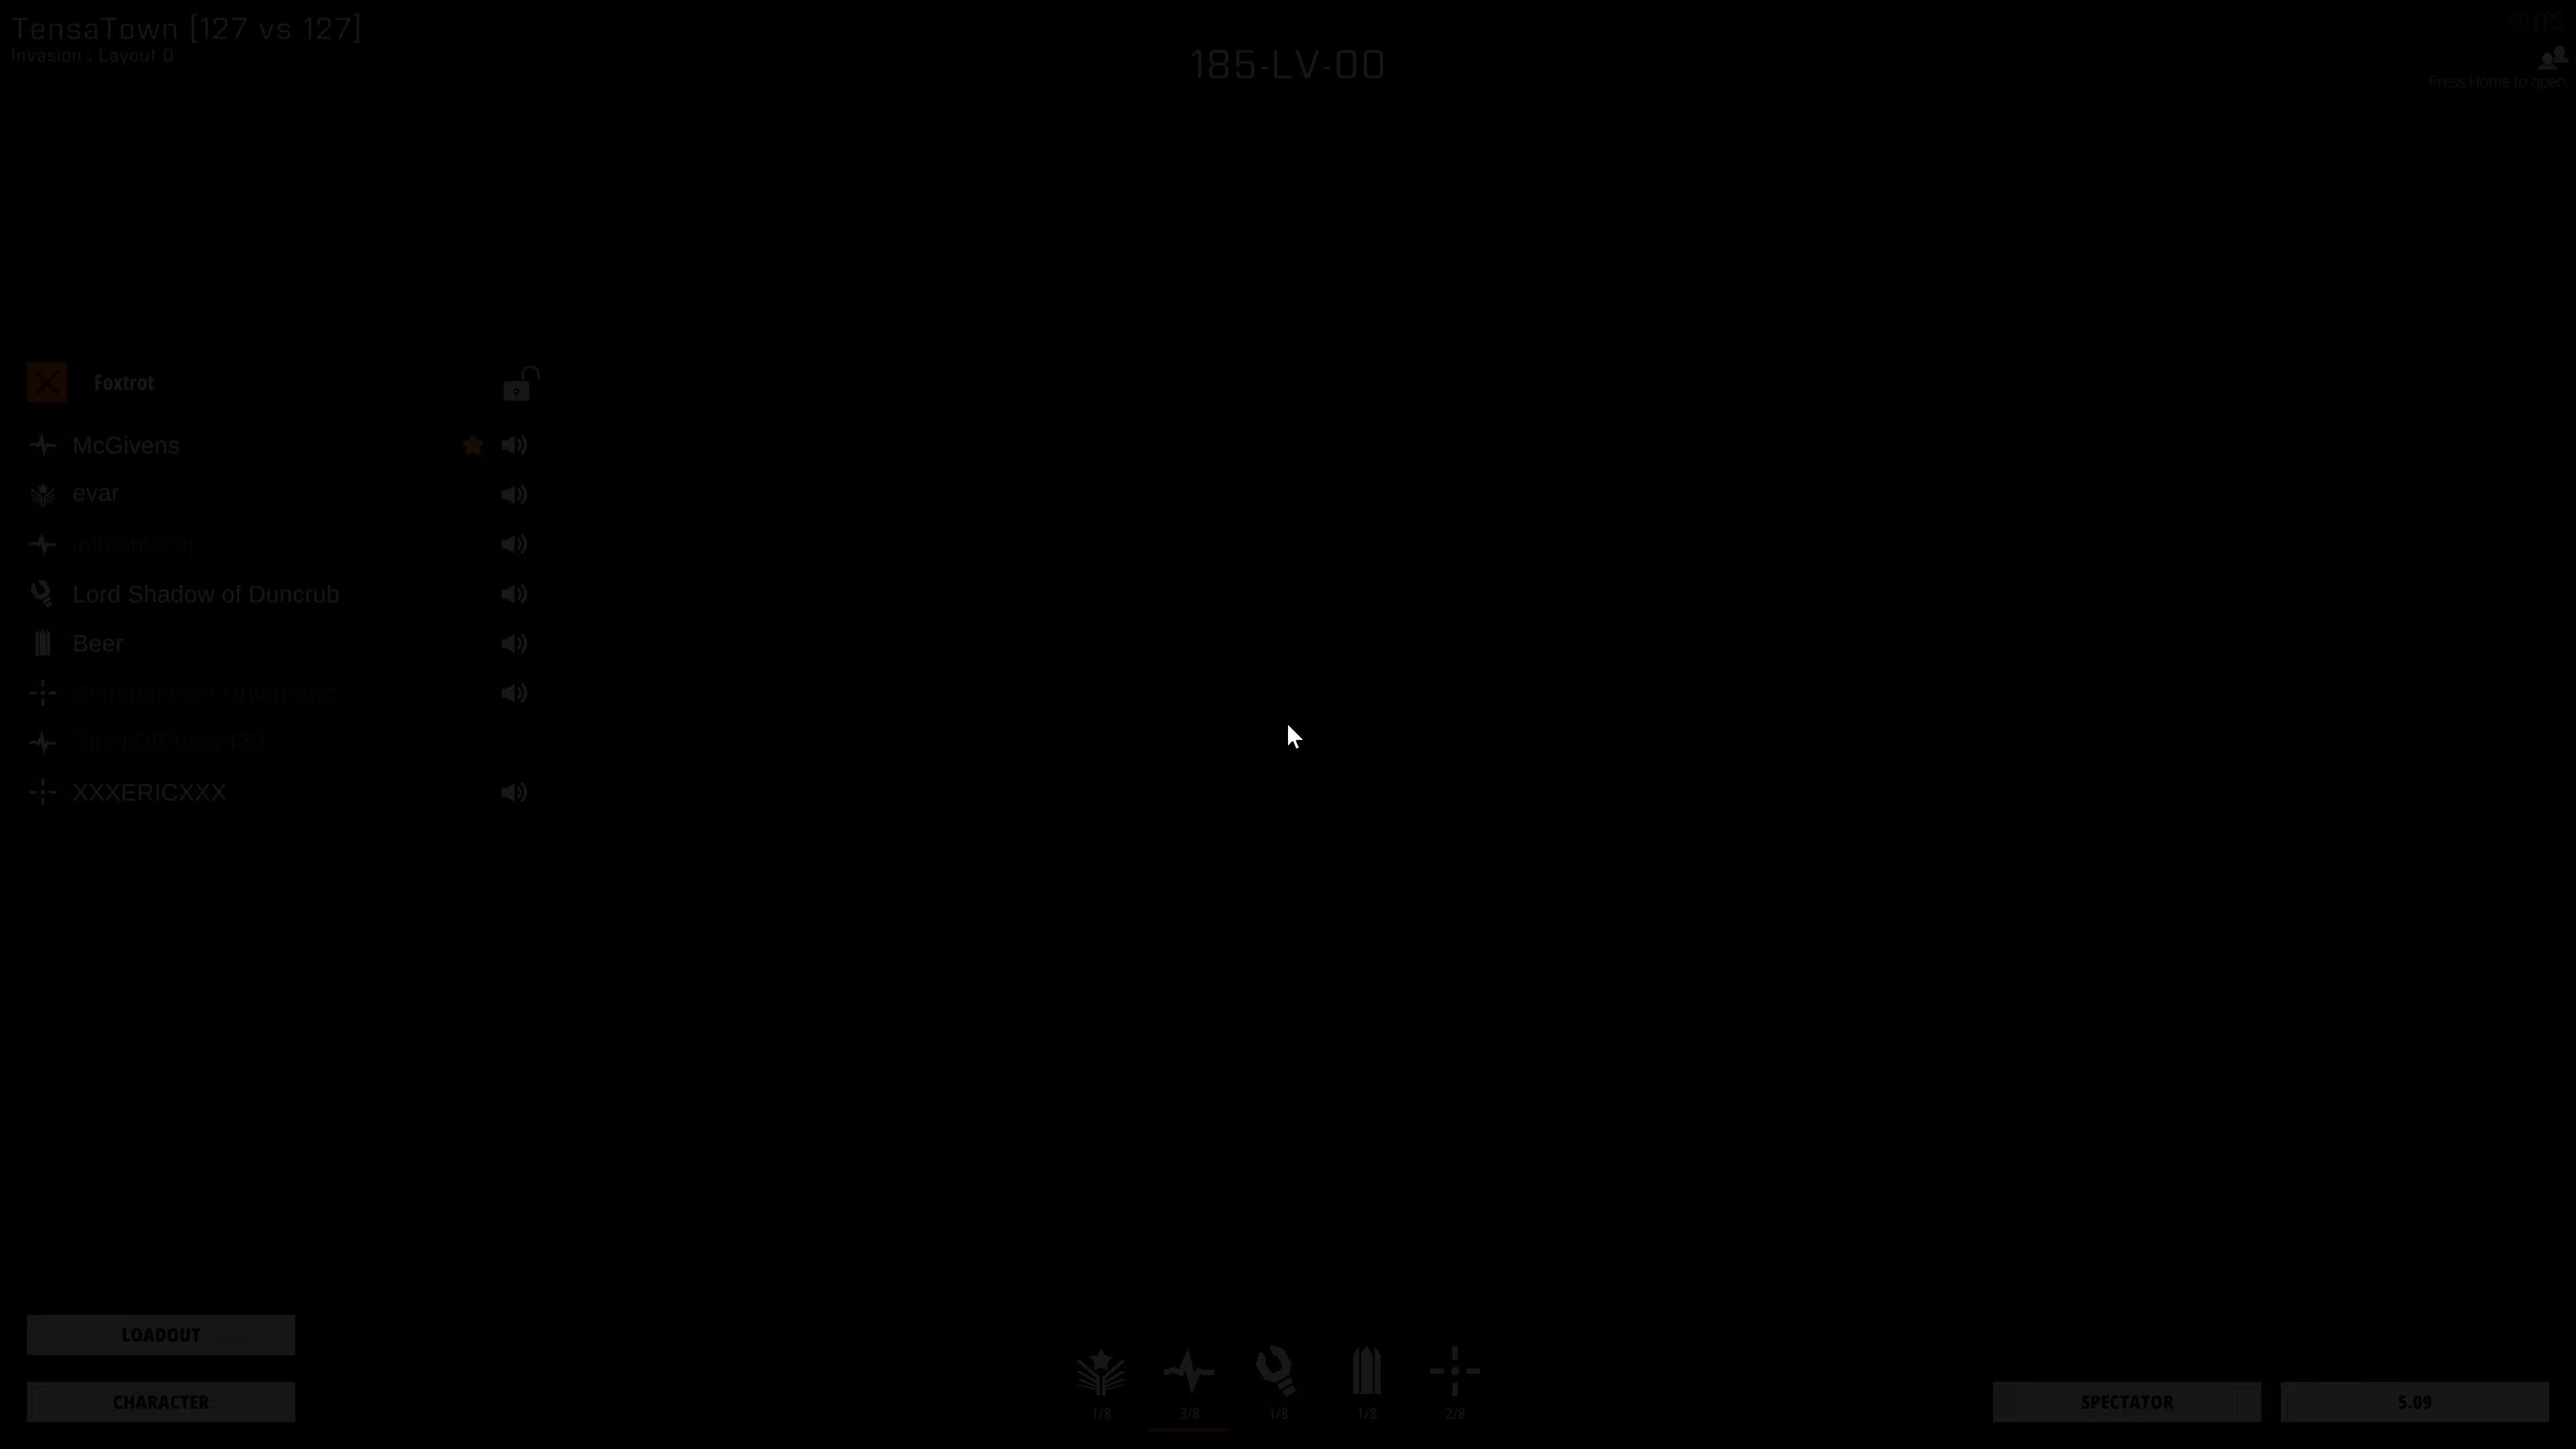 TensaTown [127 vs 127]
Invasion : Layout 0
185-LV-00
Press Home to open.
Foxtrot
McGivens
evar
Lord Shadow of Duncrub
Beer
SmellOfPussy420
XXXERICXXX
LOADOUT
CHARACTER
1/8
3/8
1/8
1/8
2/8
SPECTATOR
5.09